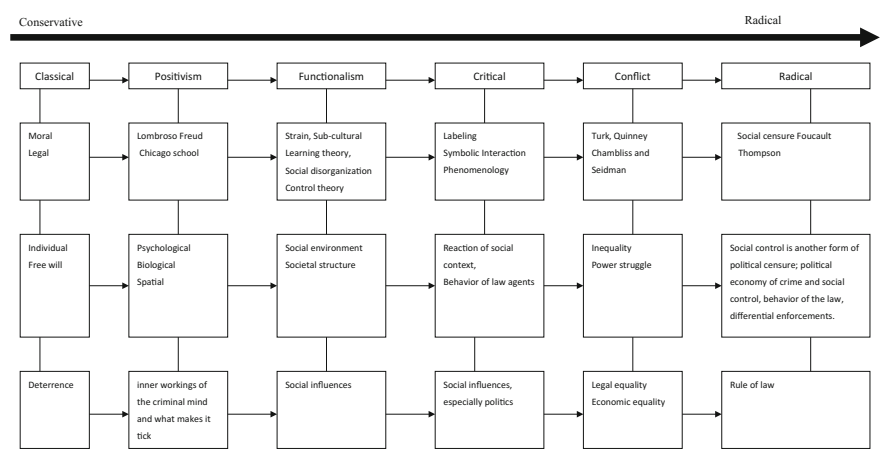 Conservative
Radical
Classical
Positivism
Functionalism
Critical
Conflict
Radical
Moral
Legal
Lombroso Freud
Chicago school
Strain, Sub-cultural
Learning theory,
Social disorganization
Control theory
Labeling
Symbolic Interaction
Phenomenology
Turk, Quinney
Chambliss and
Seidman
Social censure Foucault
Thompson
Individual
Free will
Psychological
Biological
Spatial
Social environment
Societal structure
Reaction of social
context,
Behavior of law agents
Inequality
Power struggle
Social control is another form of
political censure; political
economy of crime and social
control, behavior of the law,
differential enforcements.
Deterrence
inner workings of
the criminal mind
and what makes it
tick
Social influences
Social influences,
especially politics
Legal equality
Economic equality
Rule of law